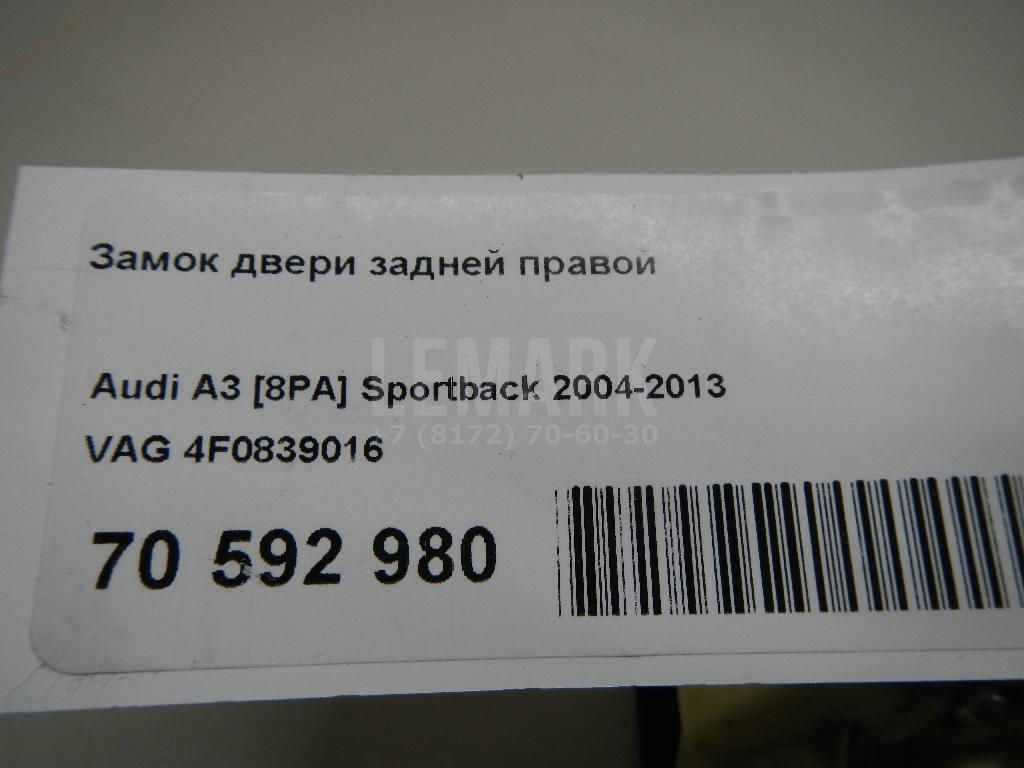 Замок двери задней правой
LEMARK
Audi A3 [8PA] Sportback 2004-2013
+7 (8172) 70-60-30
VAG 4F0839016
70 592 980